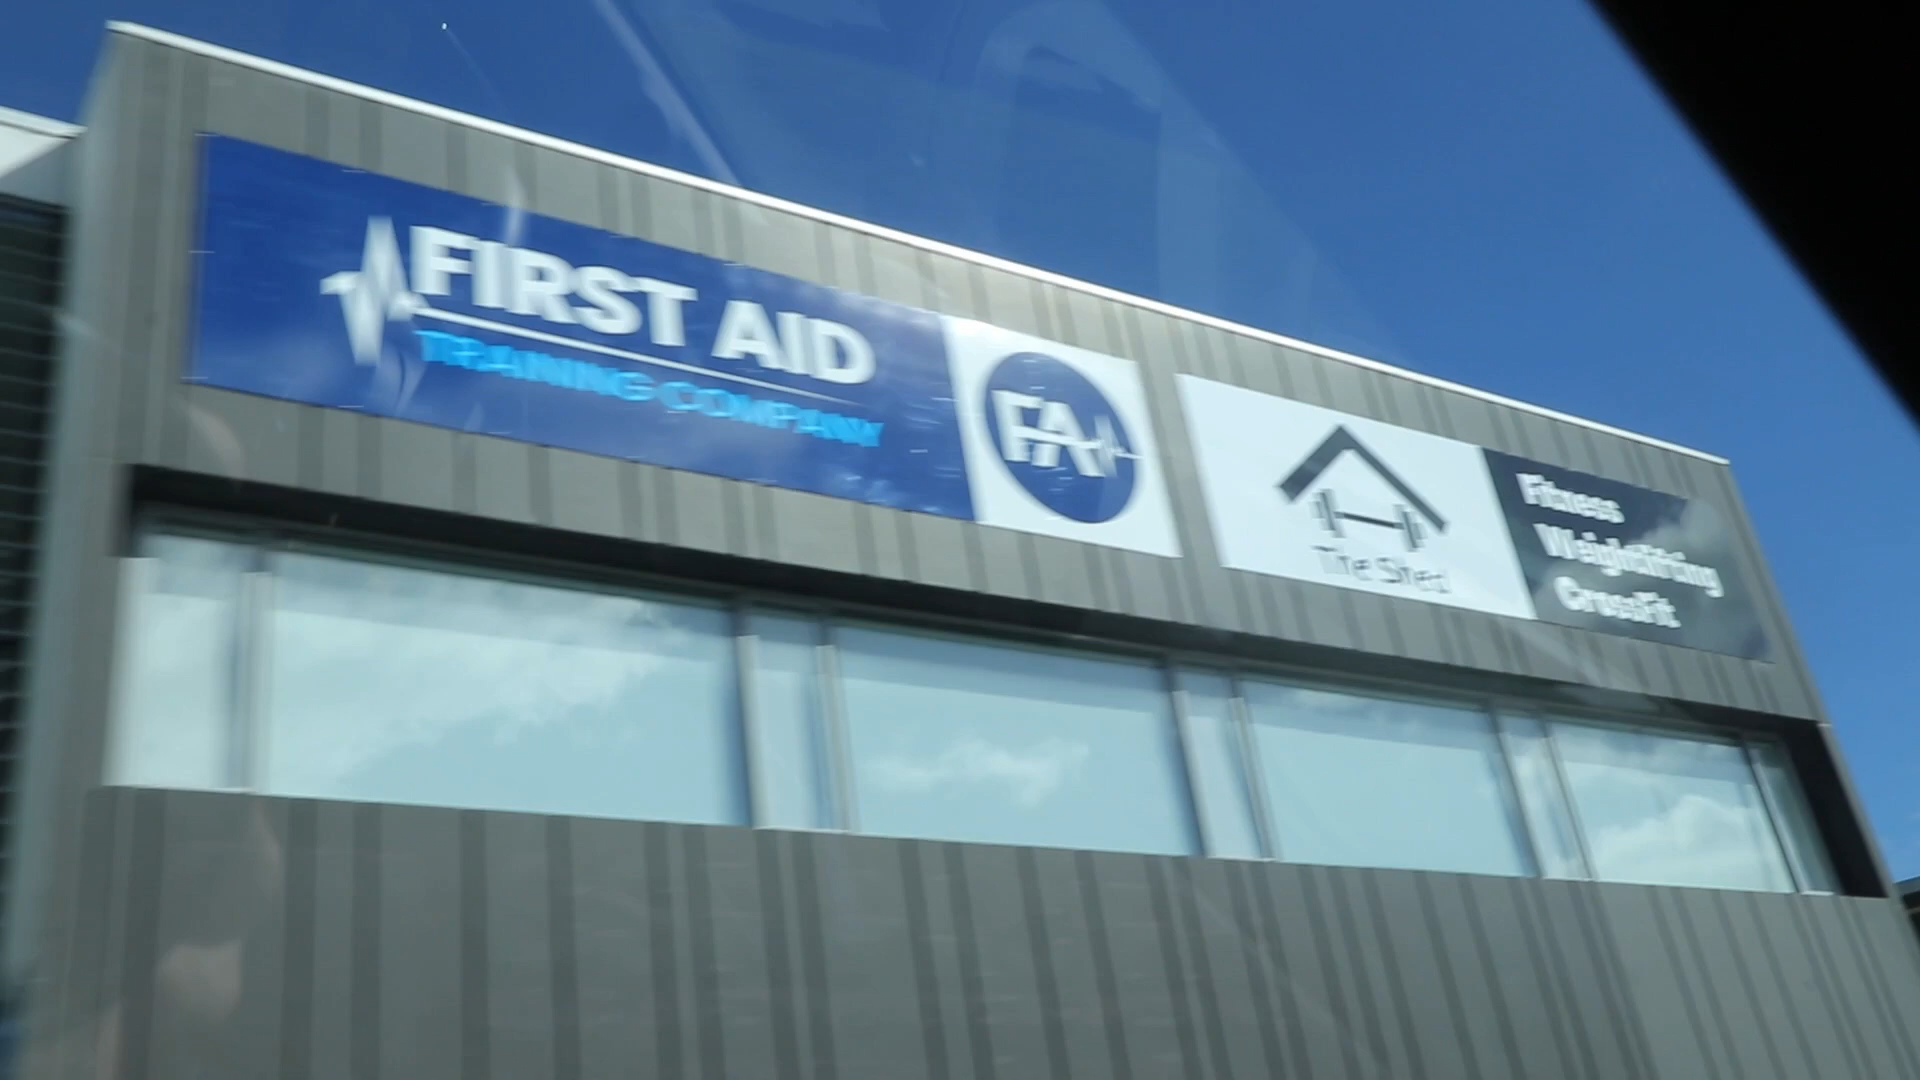 FIRST AID
TRAINING COMPANY
FA
The Shed
Fitness
Weightlifting
CrossFit